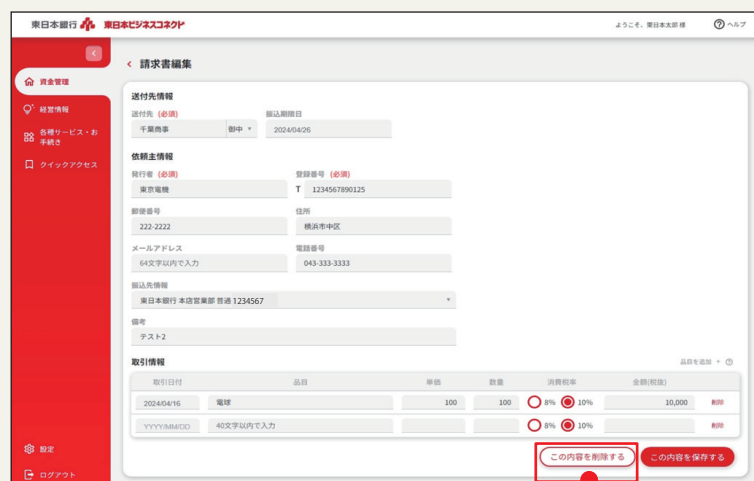 東日本銀行 東日本ビジネスコネクト ようこそ、東日本太郎 様 ヘルプ
請求書編集
資金管理
経営情報
各種サービス・お
手続き
クイックアクセス
設定
ログアウト
送付先情報
送付先 (必須) 振込期限日
千葉商事 御中 2024/04/26
依頼主情報
発行者 (必須) 登録番号 (必須)
東京電機 T 1234567890125
郵便番号 住所
222-2222 横浜市中区
メールアドレス 電話番号
64文字以内で入力 043-333-3333
振込先情報
東日本銀行 本店営業部 普通 1234567
備考
テスト2
取引情報 品目を追加 +
取引日付 品目 単価 数量 消費税率 金額(税抜)
2024/04/16 電球 100 100 8% 10% 10,000 削除
YYYY/MM/DD 40文字以内で入力 8% 10% 削除
この内容を削除する この内容を保存する